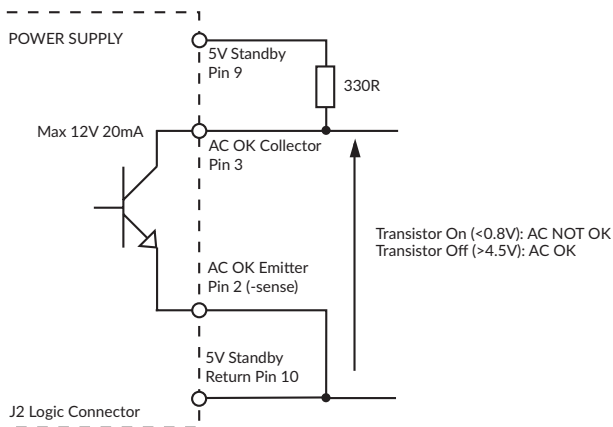 POWER SUPPLY
5V Standby
Pin 9
330R
Max 12V 20mA
AC OK Collector
Pin 3
Transistor On (<0.8V): AC NOT OK
Transistor Off (>4.5V): AC OK
AC OK Emitter
Pin 2 (-sense)
5V Standby
Return Pin 10
J2 Logic Connector